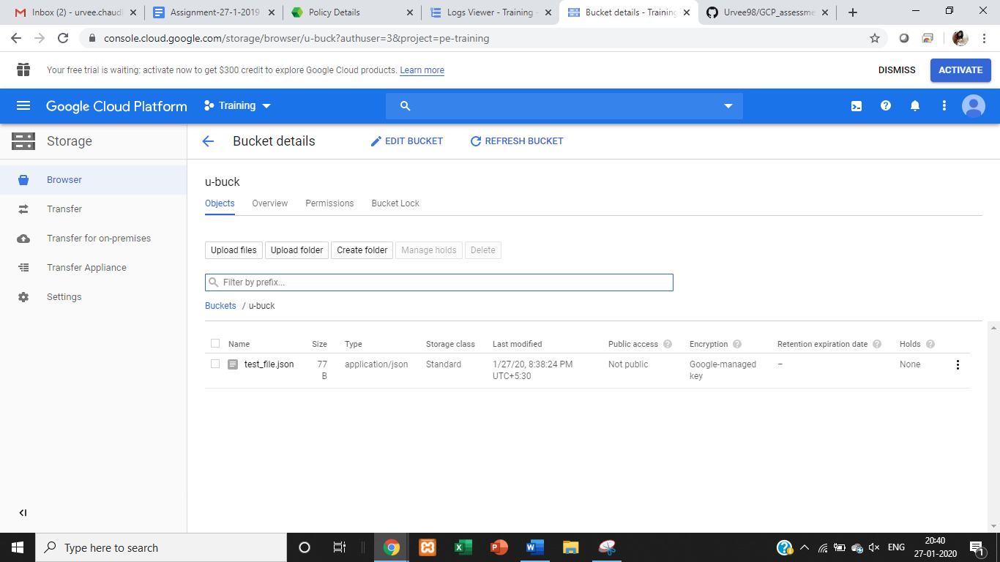 Inbox (2) - urvee.chaud
Assignment-27-1-2019
Policy Details
Logs Viewer - Training -
Bucket details - Training
Urvee98/GCP_assessme
console.cloud.google.com/storage/browser/u-buck?authuser=3&project=pe-training
Your free trial is waiting: activate now to get $300 credit to explore Google Cloud products. Learn more
DISMISS
ACTIVATE
Google Cloud Platform
Training
Storage
Bucket details
EDIT BUCKET
REFRESH BUCKET
Browser
Transfer
Transfer for on-premises
Transfer Appliance
Settings
u-buck
Objects Overview Permissions Bucket Lock
Upload files Upload folder Create folder Manage holds Delete
Filter by prefix...
Buckets / u-buck
Name Size Type Storage class Last modified Public access Encryption Retention expiration date Holds
test_file.json 77 application/json Standard 1/27/20, 8:38:24 PM Not public Google-managed – None
B UTC+5:30 key
Type here to search
ENG
20:40
27-01-2020
1